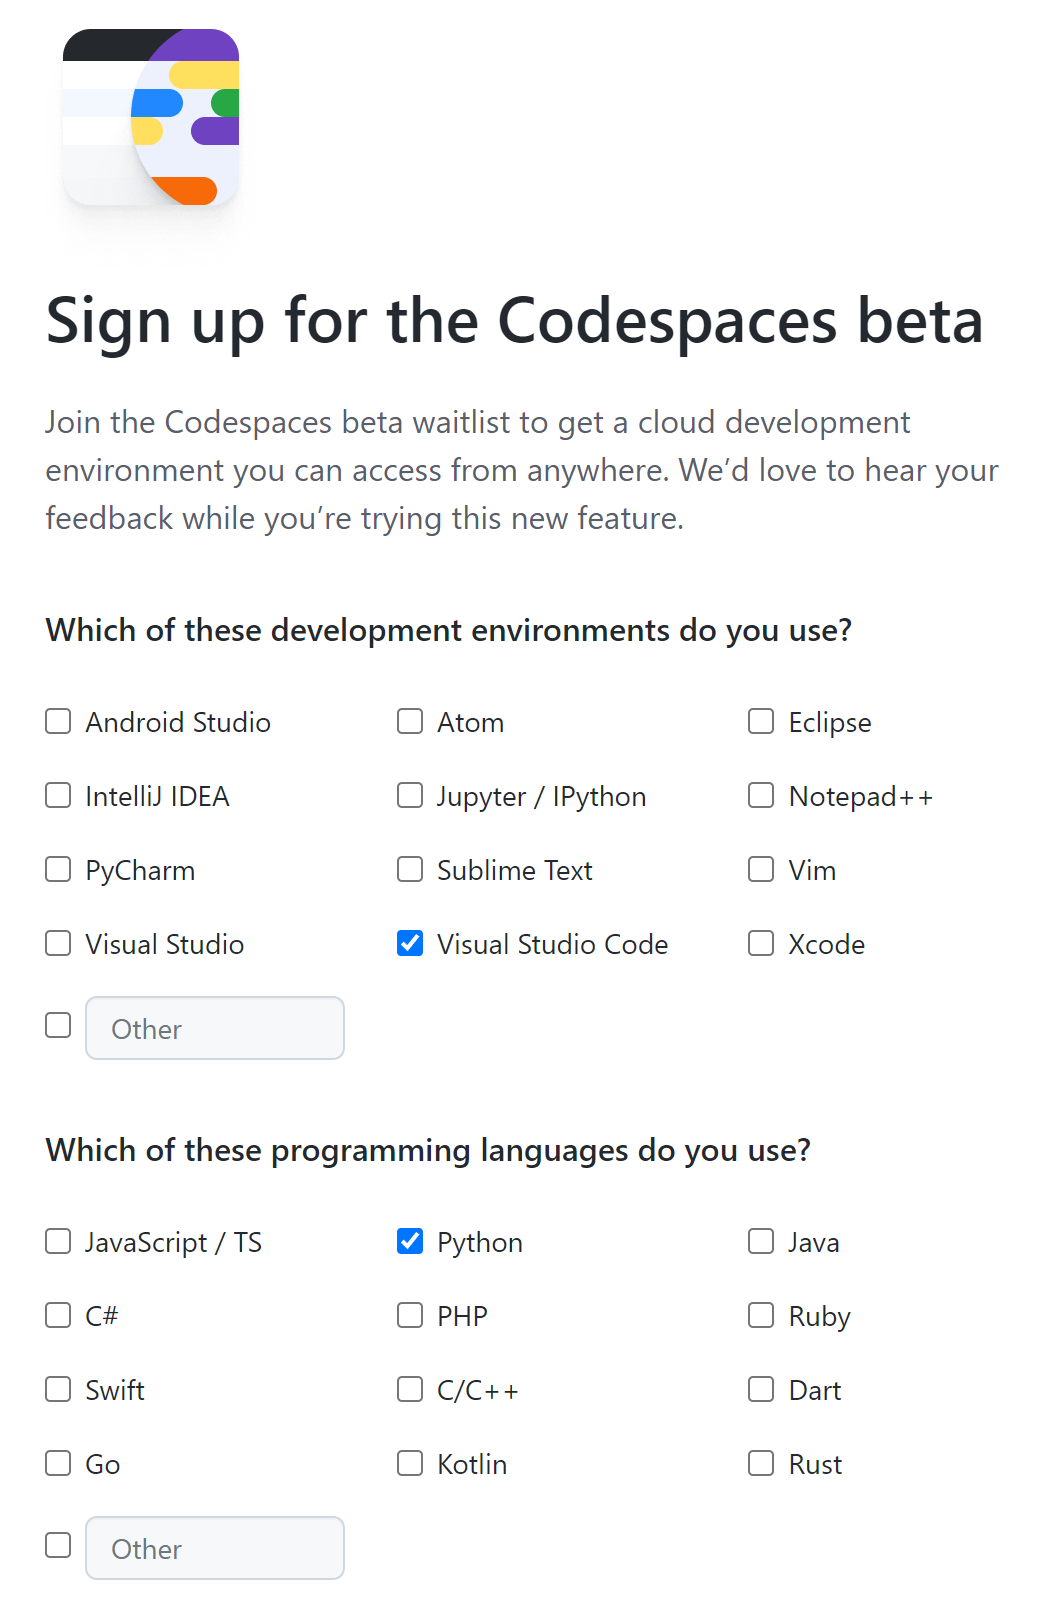 Sign up for the Codespaces beta
Join the Codespaces beta waitlist to get a cloud development
environment you can access from anywhere. We’d love to hear your
feedback while you’re trying this new feature.
Which of these development environments do you use?
Android Studio Atom Eclipse
IntelliJ IDEA Jupyter / IPython Notepad++
PyCharm Sublime Text Vim
Visual Studio Visual Studio Code Xcode
Other
Which of these programming languages do you use?
JavaScript / TS Python Java
C# PHP Ruby
Swift C/C++ Dart
Go Kotlin Rust
Other